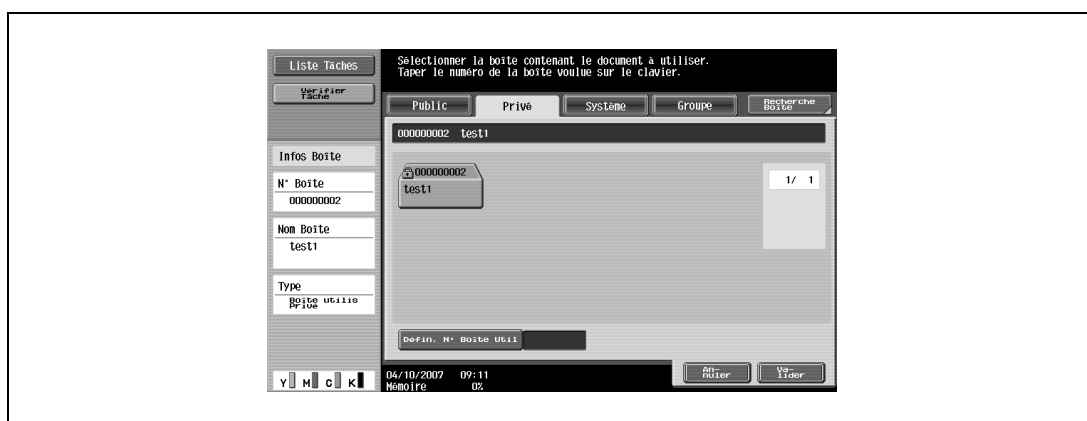 Liste Tâches
Vérifier
Tâche
Sélectionner la boîte contenant le document à utiliser.
Taper le numéro de la boîte voulue sur le clavier.
Public
Privé
Système
Groupe
Recherche
Boîte
000000002 test1
Infos Boîte
N° Boîte
000000002
Nom Boîte
test1
Type
Boîte utilis
Privé
000000002
test1
1/ 1
Défin. N° Boîte Util
Y M C K
04/10/2007 09:11
Mémoire 0%
An-
nuler
Va-
lider